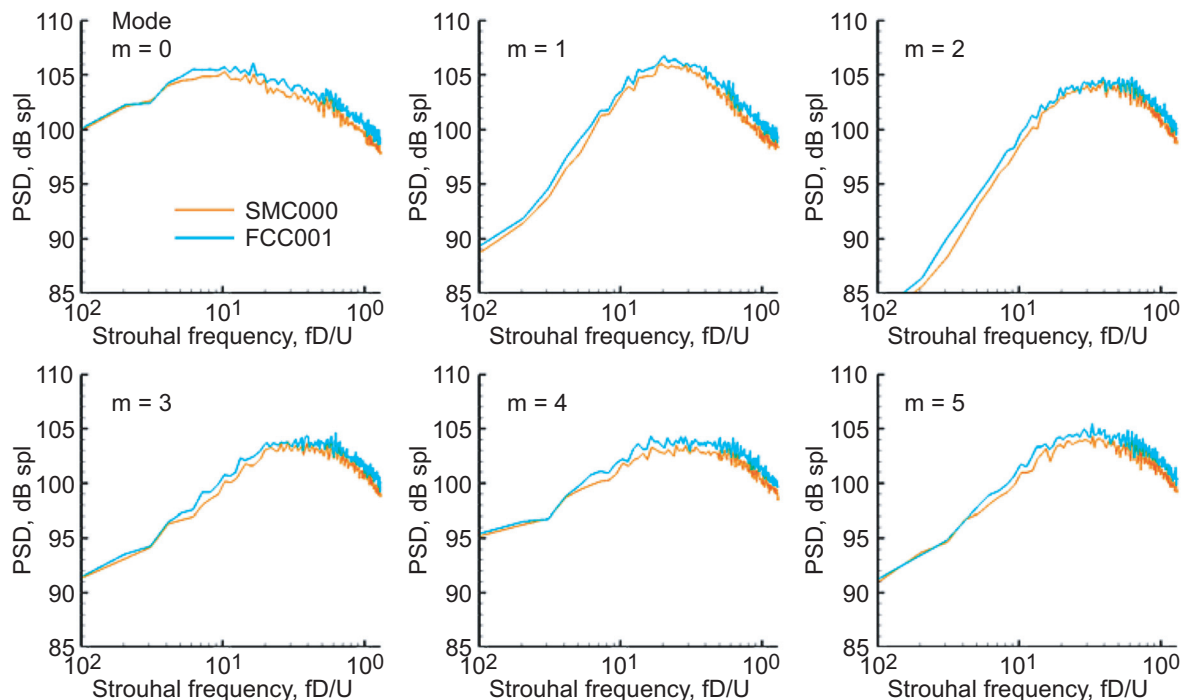 Mode
m = 0
110
105
100
95
90
85
PSD, dB spl
SMC000
FCC001
10²
10¹
10⁰
Strouhal frequency, fD/U
m = 1
110
105
100
95
90
85
PSD, dB spl
10²
10¹
10⁰
Strouhal frequency, fD/U
m = 2
110
105
100
95
90
85
PSD, dB spl
10²
10¹
10⁰
Strouhal frequency, fD/U
m = 3
110
105
100
95
90
85
PSD, dB spl
10²
10¹
10⁰
Strouhal frequency, fD/U
m = 4
110
105
100
95
90
85
PSD, dB spl
10²
10¹
10⁰
Strouhal frequency, fD/U
m = 5
110
105
100
95
90
85
PSD, dB spl
10²
10¹
10⁰
Strouhal frequency, fD/U